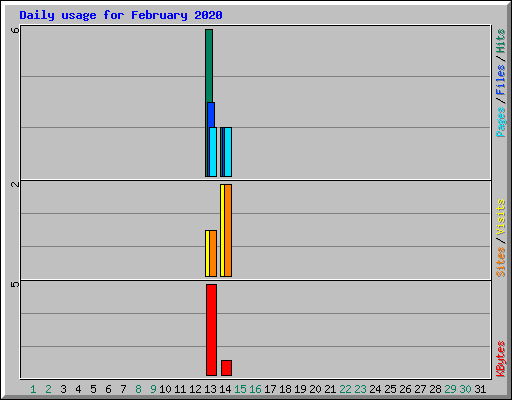 Daily usage for February 2020
6
Pages / Files / Hits
2
Sites / Visits
5
KBytes
1 2 3 4 5 6 7 8 9 10 11 12 13 14 15 16 17 18 19 20 21 22 23 24 25 26 27 28 29 30 31